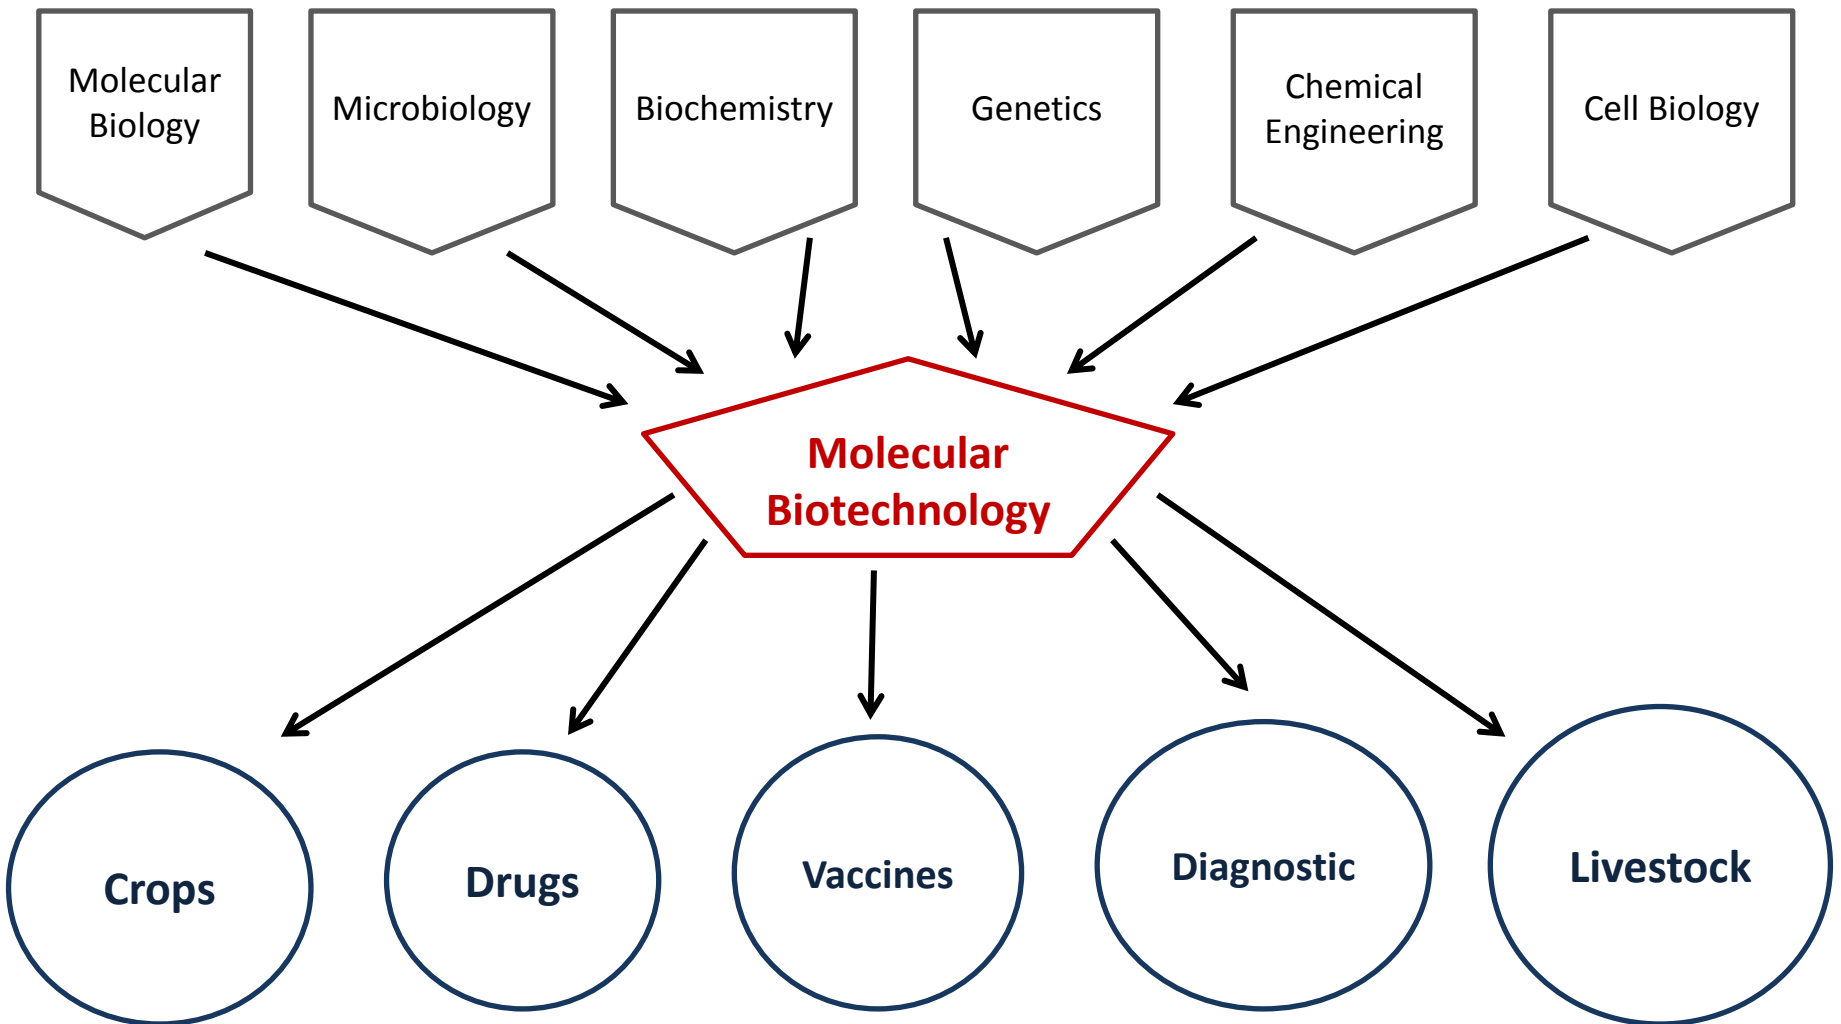 Molecular
Biology
Microbiology
Biochemistry
Genetics
Chemical
Engineering
Cell Biology
Molecular
Biotechnology
Crops
Drugs
Vaccines
Diagnostic
Livestock